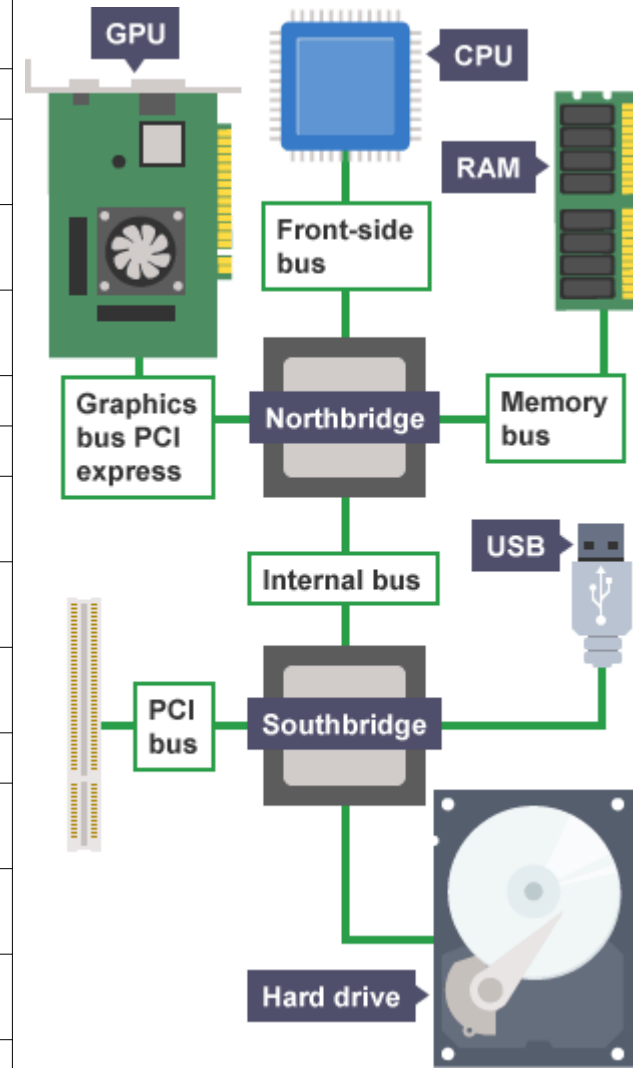 GPU
CPU
RAM
Front-side
bus
Graphics
bus PCI
express
Northbridge
Memory
bus
USB
Internal bus
PCI
bus
Southbridge
Hard drive